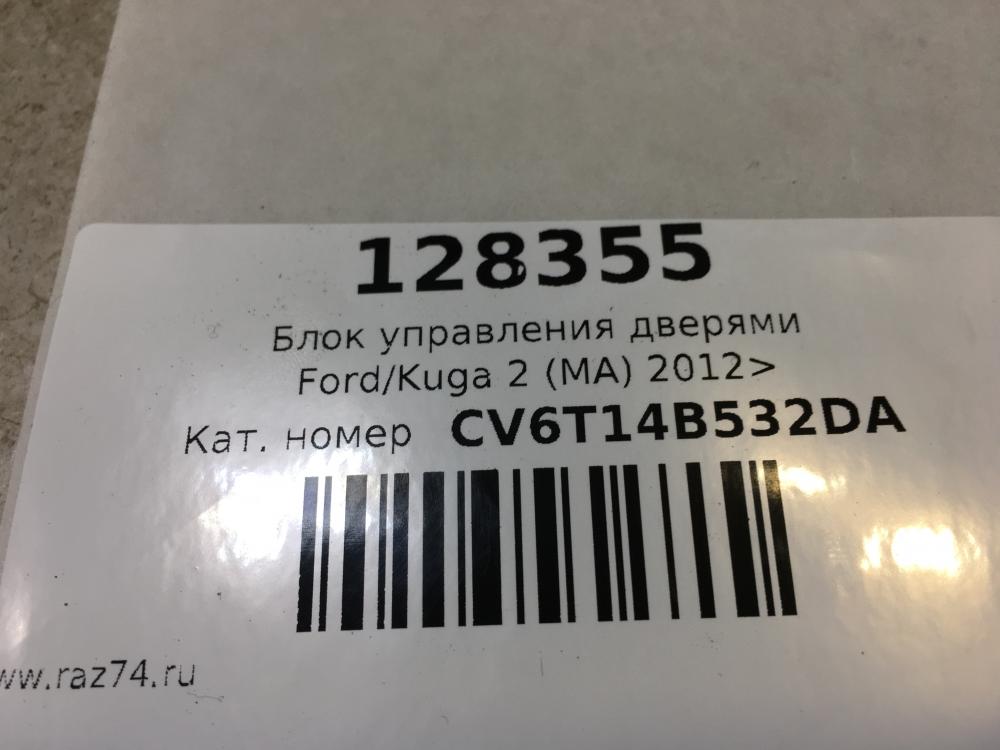 128355
Блок управления дверями
Ford/Kuga 2 (MA) 2012>
Кат. номер CV6T14B532DA
www.raz74.ru